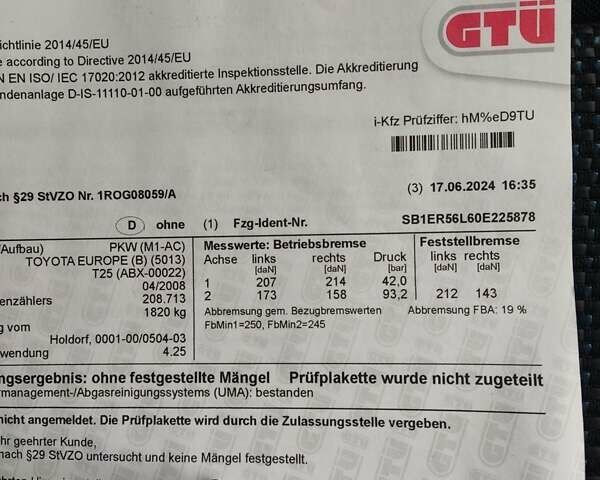 GTÜ
ichtlinie 2014/45/EU
e according to Directive 2014/45/EU
N EN ISO/ IEC 17020:2012 akkreditierte Inspektionsstelle. Die Akkreditierung
ndenanlage D-IS-11110-01-00 aufgeführten Akkreditierungsumfang.
i-Kfz Prüfziffer: hM%eD9TU
ch §29 StVZO Nr. 1ROG08059/A (3) 17.06.2024 16:35
D ohne (1) Fzg-Ident-Nr. SB1ER56L60E225878
/Aufbau) PKW (M1-AC) Messwerte: Betriebsbremse Feststellbremse
TOYOTA EUROPE (B) (5013) Achse links rechts Druck links rechts
T25 (ABX-00022) [daN] [daN] [bar] [daN] [daN]
04/2008 1 207 214 42,0
enzählers 208.713 2 173 158 93,2 212 143
1820 kg Abbremsung gem. Bezugbremswerten Abbremsung FBA: 19 %
g vom FbMin1=250, FbMin2=245
Holdorf, 0001-00/0504-03
wendung 4.25
ngsergebnis: ohne festgestellte Mängel Prüfplakette wurde nicht zugeteilt
rmanagement-/Abgasreinigungssystems (UMA): bestanden
nicht angemeldet. Die Prüfplakette wird durch die Zulassungsstelle vergeben.
hr geehrter Kunde,
nach §29 StVZO untersucht und keine Mängel festgestellt.